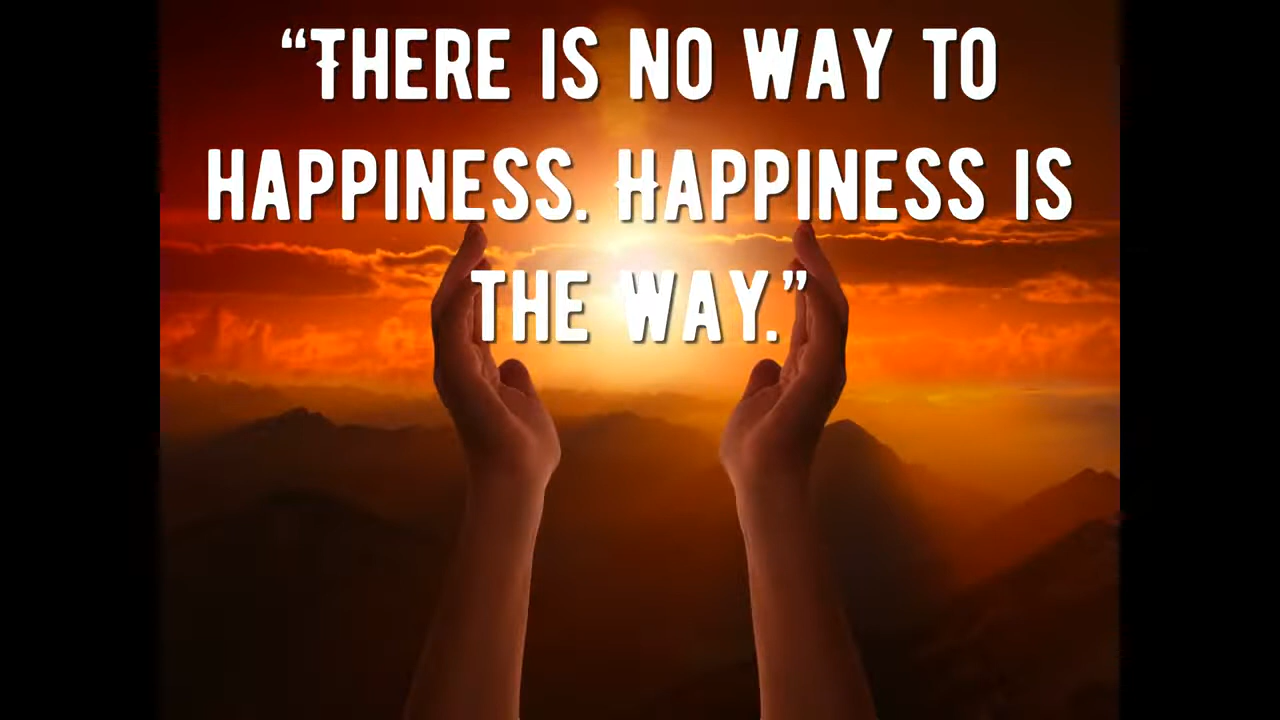 “There is no way to
happiness. Happiness is
the way.”